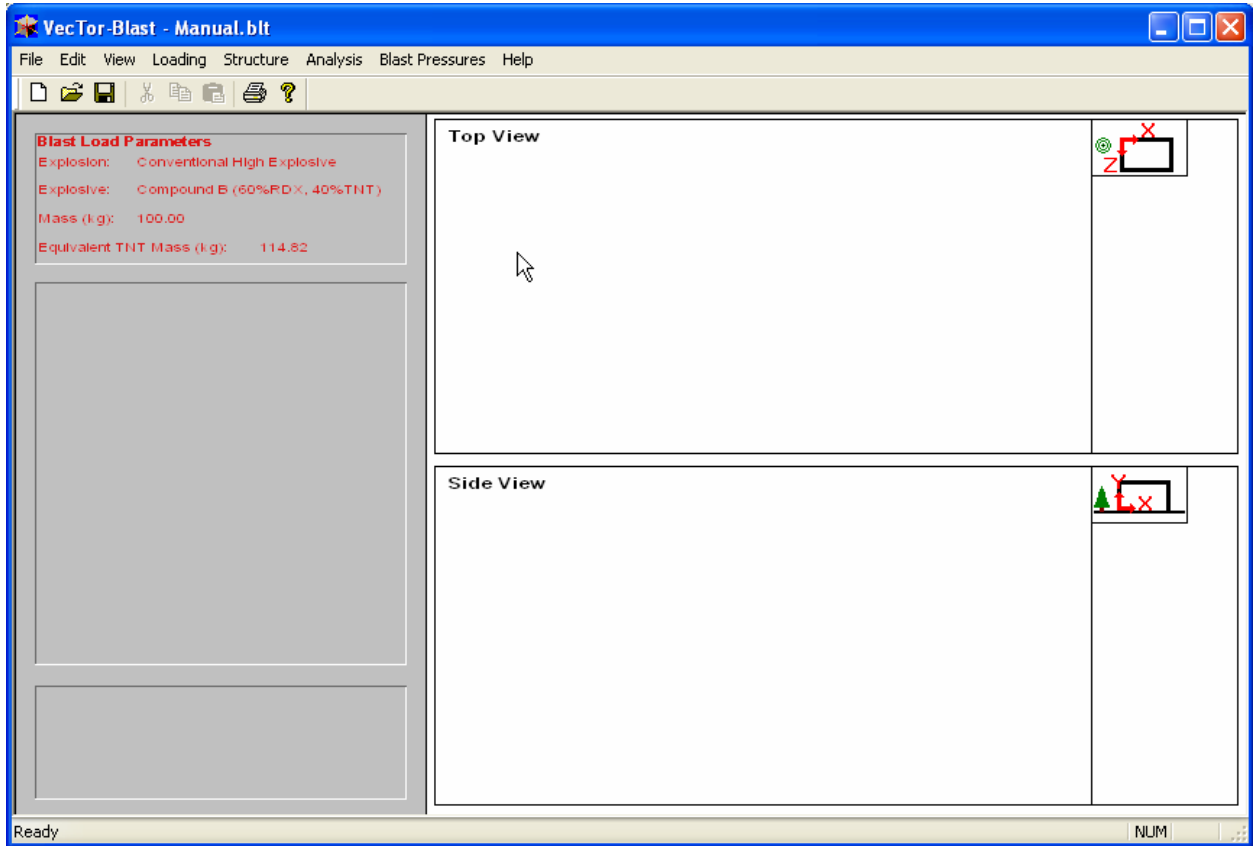 VecTor-Blast - Manual.blt
File Edit View Loading Structure Analysis Blast Pressures Help
Blast Load Parameters
Explosion: Conventional High Explosive
Explosive: Compound B (60%RDX, 40%TNT)
Mass (kg): 100.00
Equivalent TNT Mass (kg): 114.82
Top View
X
Z
Side View
Y
X
Ready
NUM